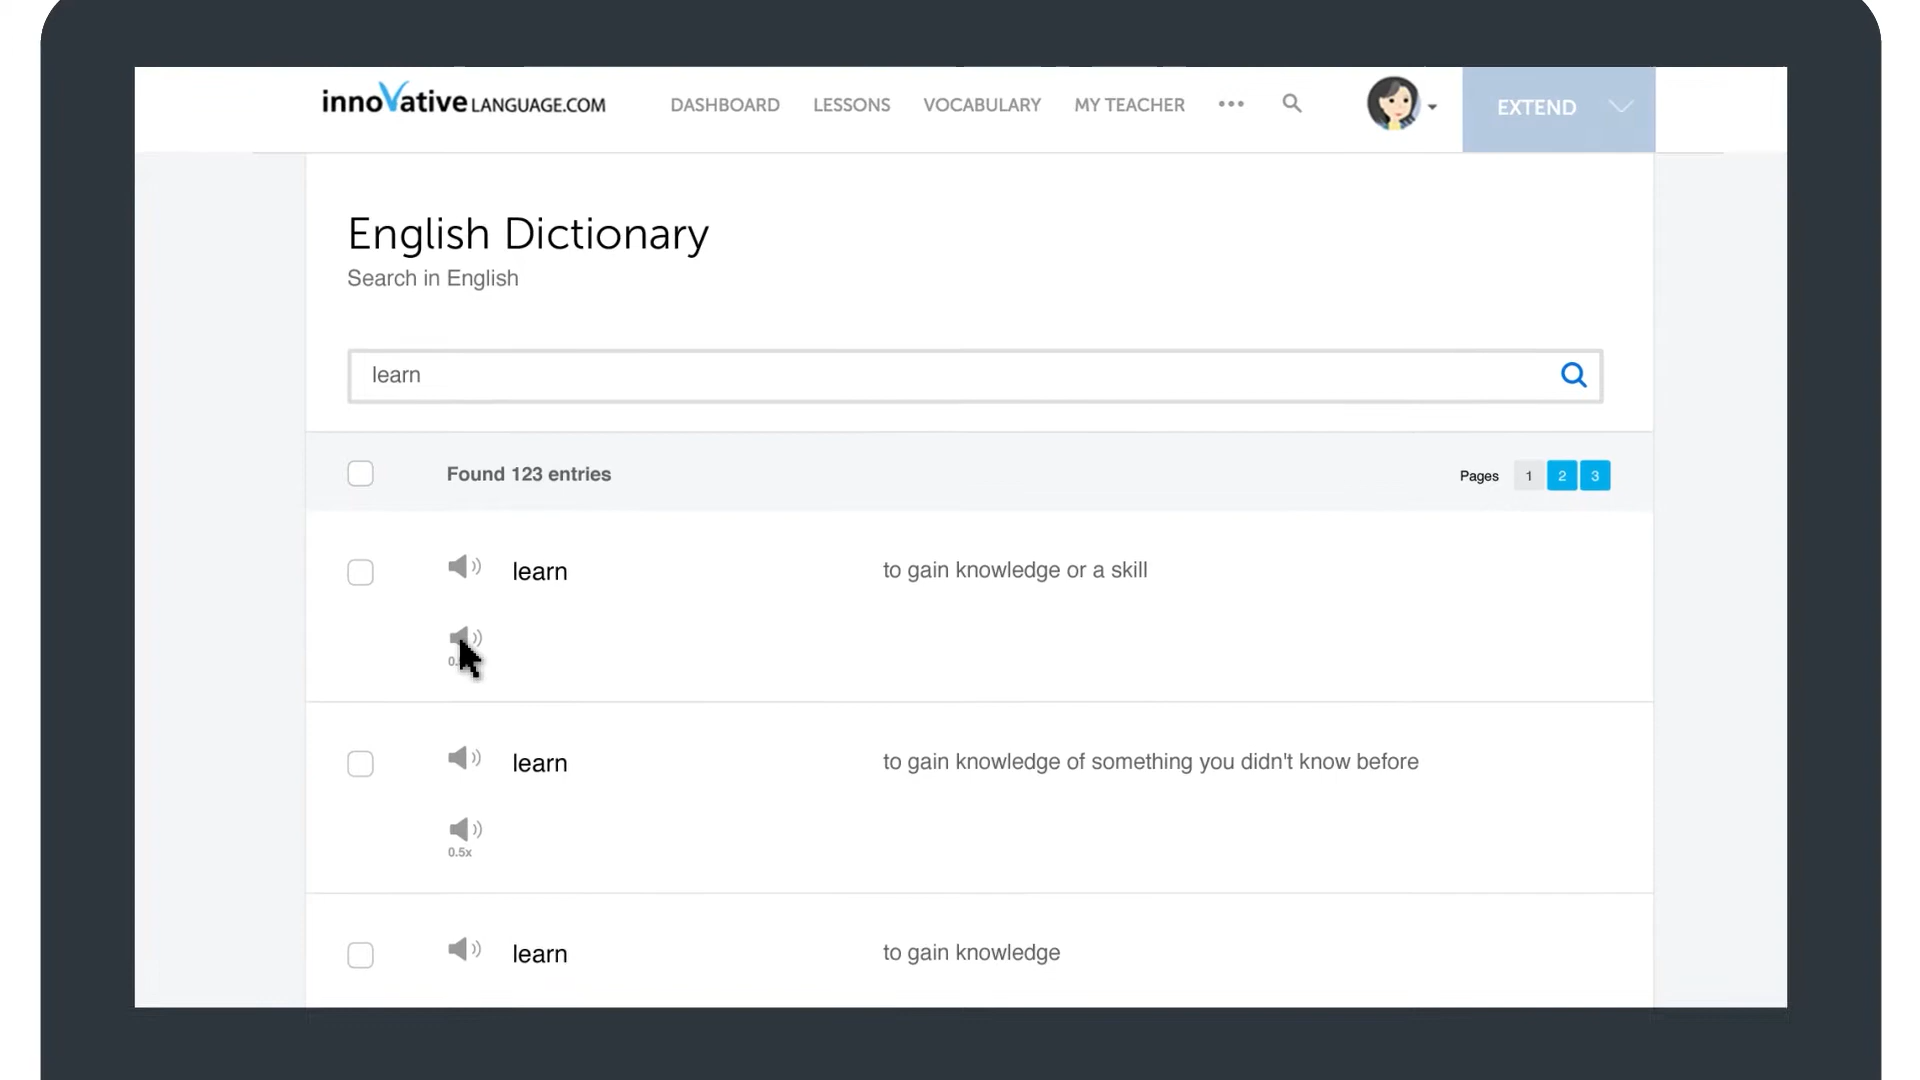 innoVative LANGUAGE.COM DASHBOARD LESSONS VOCABULARY MY TEACHER EXTEND
English Dictionary
Search in English
learn
Found 123 entries Pages 1 2 3
learn to gain knowledge or a skill
learn to gain knowledge of something you didn't know before
0.5x
learn to gain knowledge